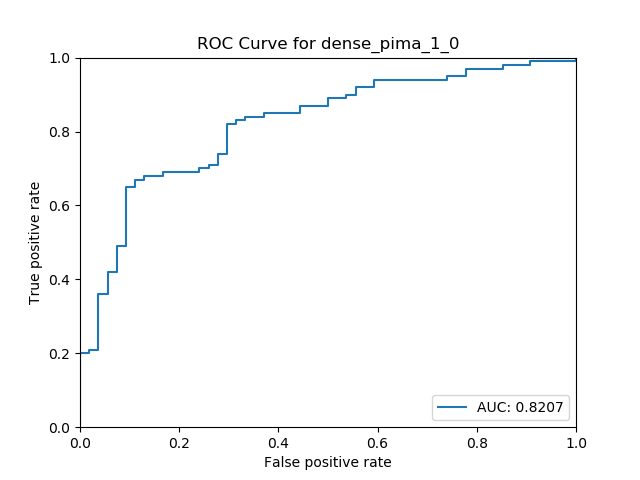 ROC Curve for dense_pima_1_0
1.0
0.8
0.6
0.4
0.2
0.0
True positive rate
AUC: 0.8207
0.0 0.2 0.4 0.6 0.8 1.0
False positive rate